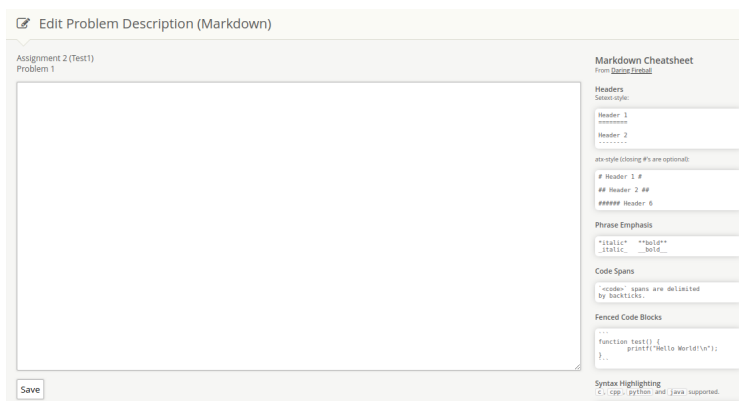 Edit Problem Description (Markdown)
Assignment 2 (Test1)
Problem 1
Save
Markdown Cheatsheet
From Daring Fireball
Headers
Setext-style:
Header 1
========
Header 2
--------
atx-style (closing #'s are optional):
# Header 1 #
## Header 2 ##
###### Header 6
Phrase Emphasis
*italic*   **bold**
_italic_   __bold__
Code Spans
`<code>` spans are delimited
by backticks.
Fenced Code Blocks
```
function test() {
        printf("Hello World!\n");
}
```
Syntax Highlighting
c, cpp, python and java supported.